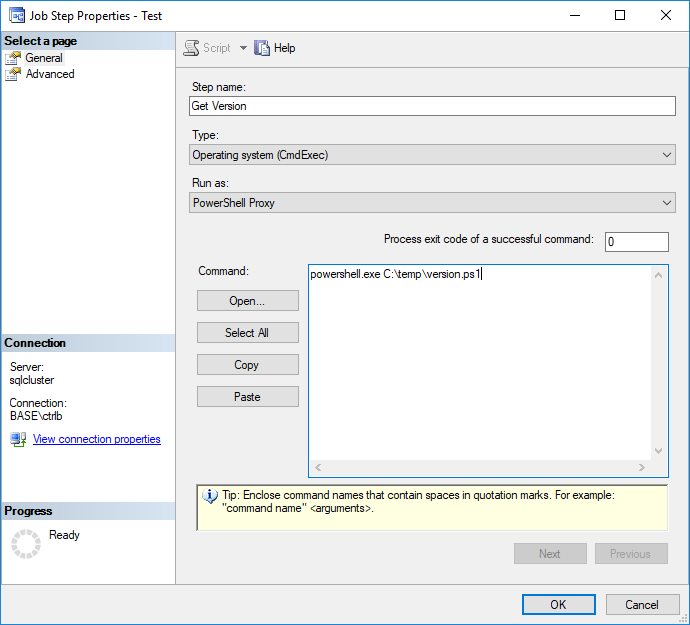 Job Step Properties - Test
Select a page
General
Advanced
Script
Help
Step name:
Get Version
Type:
Operating system (CmdExec)
Run as:
PowerShell Proxy
Process exit code of a successful command:
0
Command:
powershell.exe C:\temp\version.ps1
Open...
Select All
Copy
Paste
Connection
Server:
sqlcluster
Connection:
BASE\ctrlb
View connection properties
Tip: Enclose command names that contain spaces in quotation marks. For example:
"command name" <arguments>.
Progress
Ready
Next
Previous
OK
Cancel